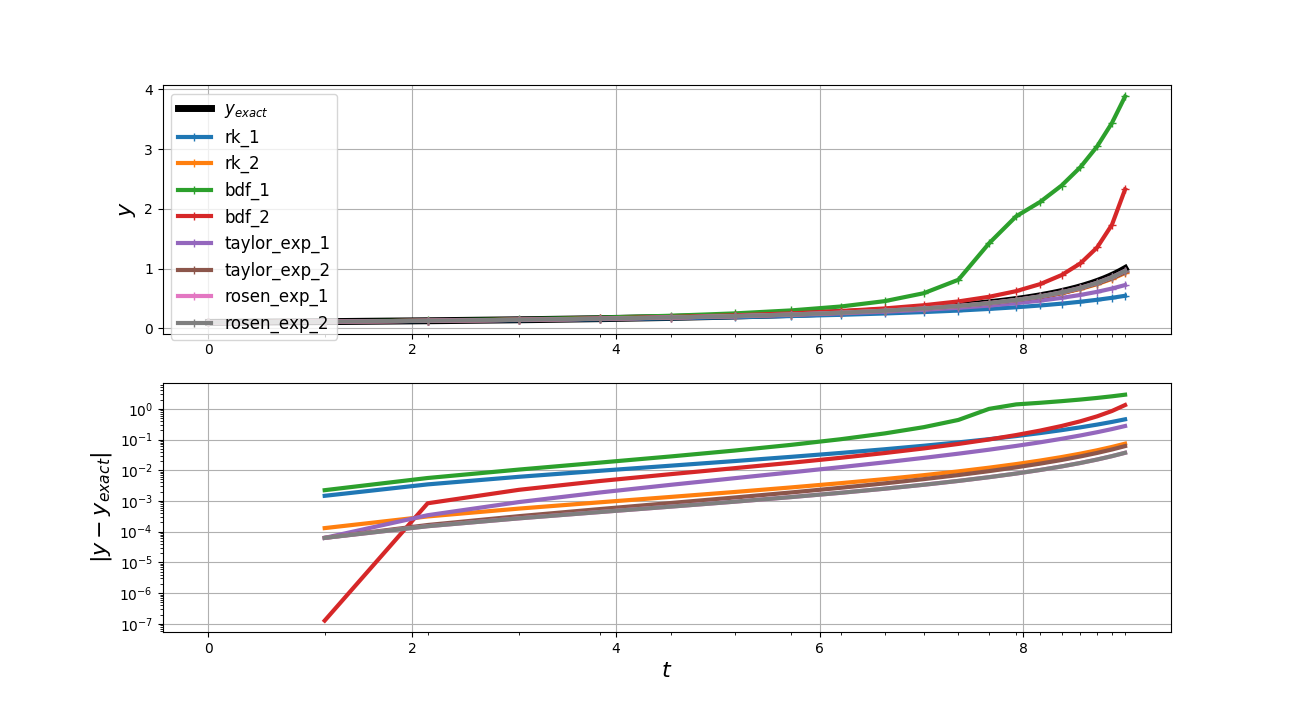 4
3
2
1
0
y
y_exact
rk_1
rk_2
bdf_1
bdf_2
taylor_exp_1
taylor_exp_2
rosen_exp_1
rosen_exp_2
0 2 4 6 8
10^0
10^-1
10^-2
10^-3
10^-4
10^-5
10^-6
10^-7
|y − y_exact|
0 2 4 6 8
t